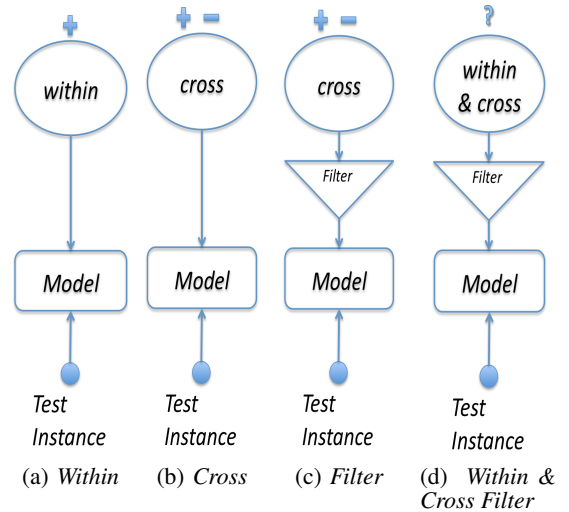 +
+ -
+ -
?
within
cross
cross
within
& cross
Filter
Filter
Model
Model
Model
Model
Test
Instance
Test
Instance
Test
Instance
Test
Instance
(a) Within
(b) Cross
(c) Filter
(d) Within &
Cross Filter